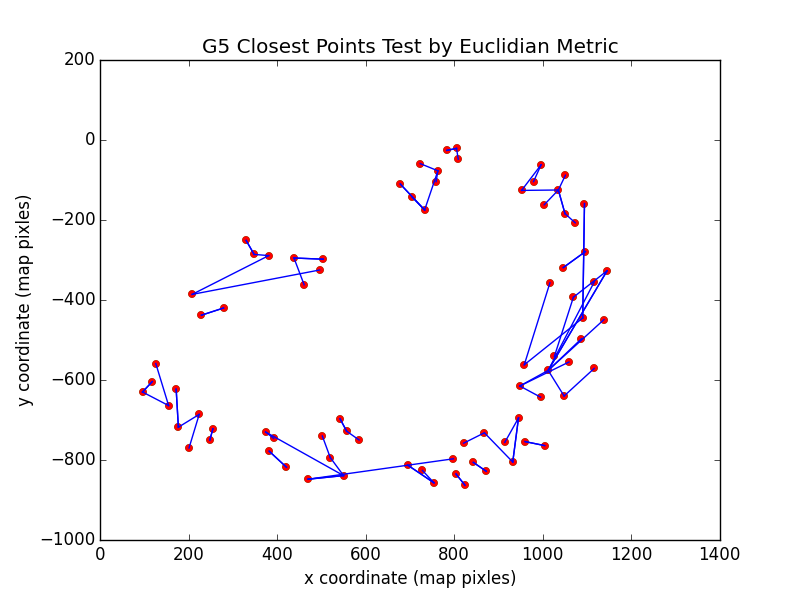 G5 Closest Points Test by Euclidian Metric
200
0
−200
−400
−600
−800
−1000
y coordinate (map pixles)
0 200 400 600 800 1000 1200 1400
x coordinate (map pixles)